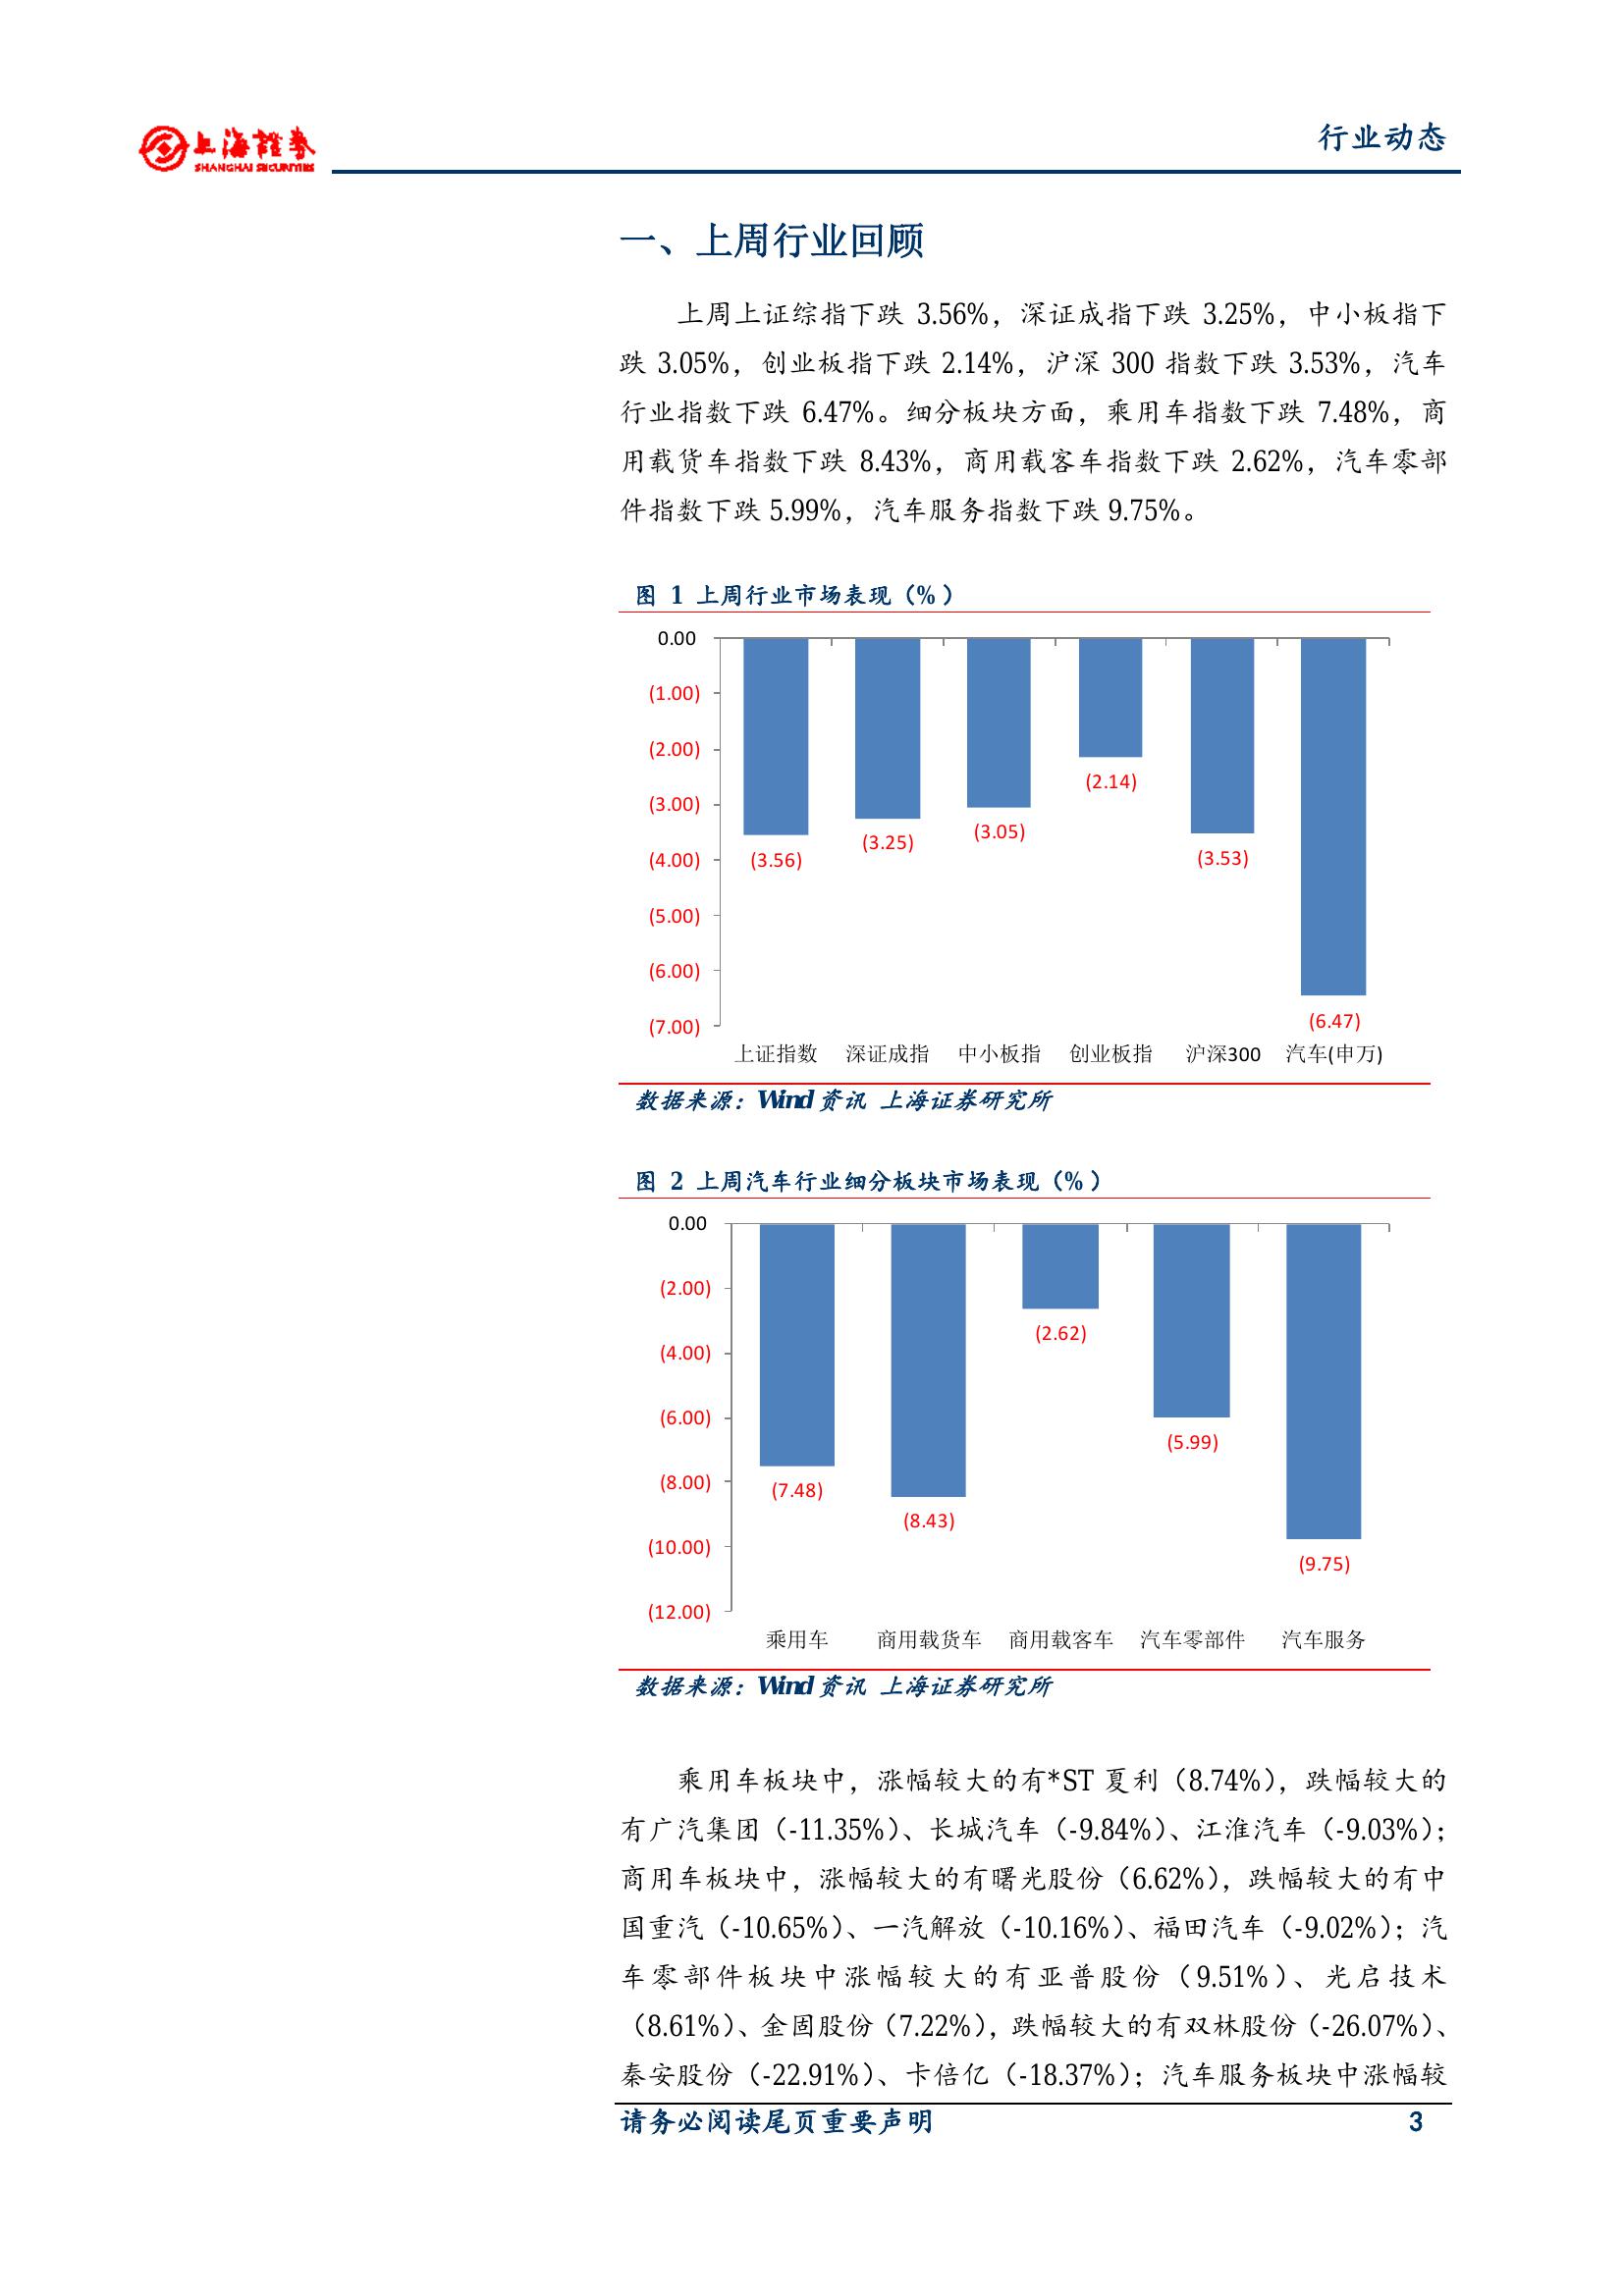 上海證券
SHANGHAI SECURITIES
行业动态
一、上周行业回顾
上周上证综指下跌 3.56%，深证成指下跌 3.25%，中小板指下
跌 3.05%，创业板指下跌 2.14%，沪深 300 指数下跌 3.53%，汽车
行业指数下跌 6.47%。细分板块方面，乘用车指数下跌 7.48%，商
用载货车指数下跌 8.43%，商用载客车指数下跌 2.62%，汽车零部
件指数下跌 5.99%，汽车服务指数下跌 9.75%。
图 1 上周行业市场表现（%）
0.00
(1.00)
(2.00)
(3.00)
(4.00)
(5.00)
(6.00)
(7.00)
(3.56)
(3.25)
(3.05)
(2.14)
(3.53)
(6.47)
上证指数 深证成指 中小板指 创业板指 沪深300 汽车(申万)
数据来源：Wind 资讯 上海证券研究所
图 2 上周汽车行业细分板块市场表现（%）
0.00
(2.00)
(4.00)
(6.00)
(8.00)
(10.00)
(12.00)
(7.48)
(8.43)
(2.62)
(5.99)
(9.75)
乘用车 商用载货车 商用载客车 汽车零部件 汽车服务
数据来源：Wind 资讯 上海证券研究所
乘用车板块中，涨幅较大的有*ST 夏利（8.74%），跌幅较大的
有广汽集团（-11.35%）、长城汽车（-9.84%）、江淮汽车（-9.03%）；
商用车板块中，涨幅较大的有曙光股份（6.62%），跌幅较大的有中
国重汽（-10.65%）、一汽解放（-10.16%）、福田汽车（-9.02%）；汽
车零部件板块中涨幅较大的有亚普股份（9.51%）、光启技术
（8.61%）、金固股份（7.22%），跌幅较大的有双林股份（-26.07%）、
秦安股份（-22.91%）、卡倍亿（-18.37%）；汽车服务板块中涨幅较
请务必阅读尾页重要声明 3